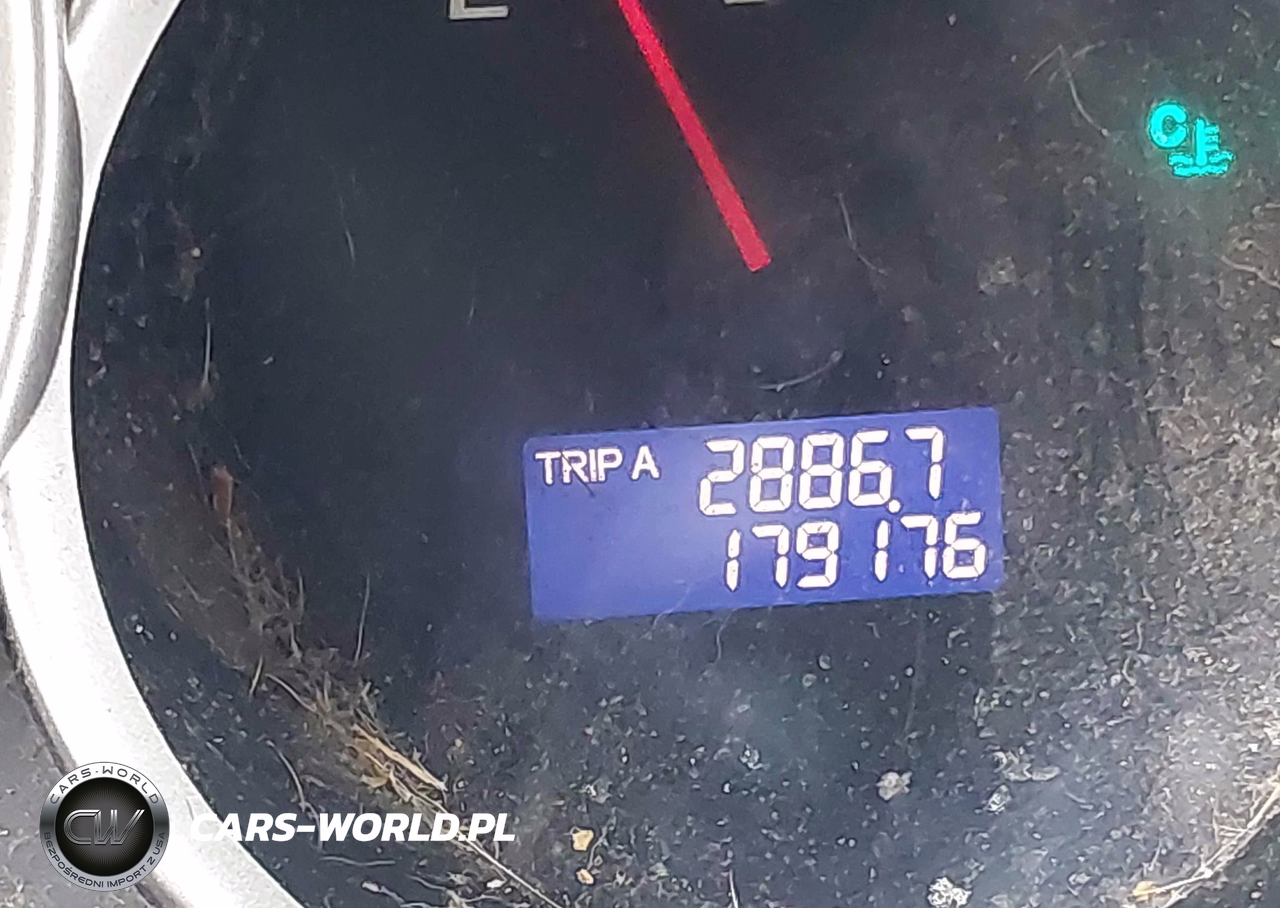 C
TRIP A 2886.7
179176
CARS-WORLD
CW
BEZPOŚREDNI IMPORT Z USA
CARS-WORLD.PL